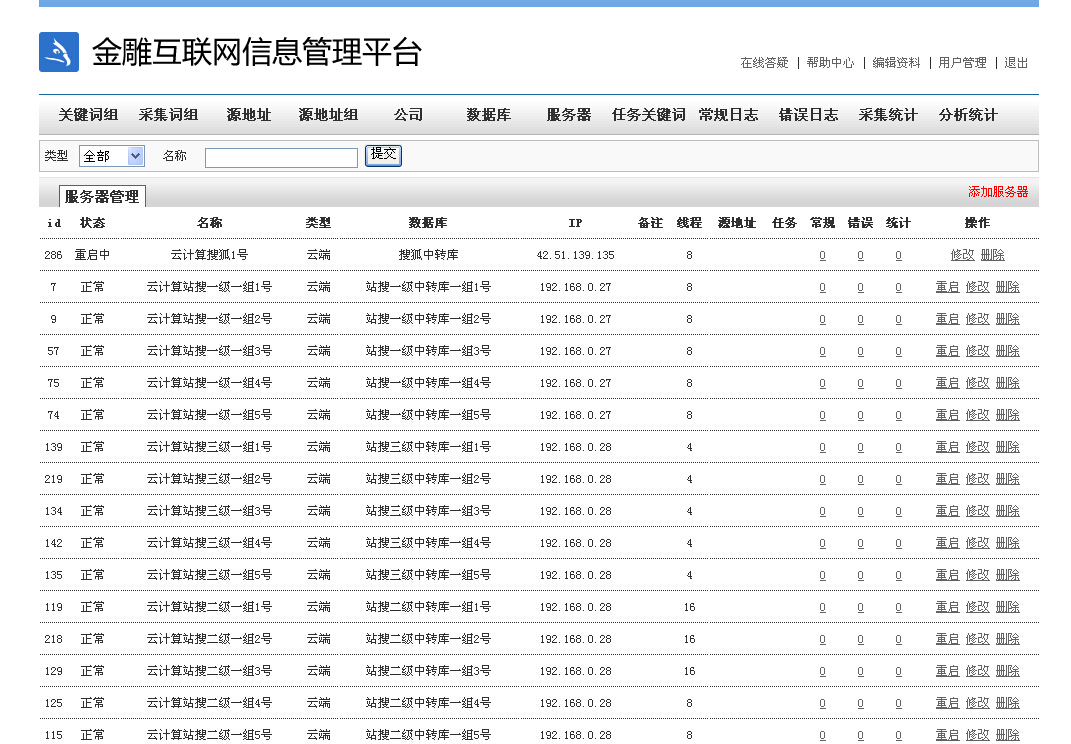 金雕互联网信息管理平台
在线答疑 | 帮助中心 | 编辑资料 | 用户管理 | 退出
关键词组 采集词组 源地址 源地址组 公司 数据库 服务器 任务关键词 常规日志 错误日志 采集统计 分析统计
类型 全部 名称 提交
服务器管理 添加服务器
id 状态 名称 类型 数据库 IP 备注 线程 源地址 任务 常规 错误 统计 操作
286 重启中 云计算搜狐1号 云端 搜狐中转库 42.51.139.135 8 0 0 0 修改 删除
7 正常 云计算站搜一级一组1号 云端 站搜一级中转库一组1号 192.168.0.27 8 0 0 0 重启 修改 删除
9 正常 云计算站搜一级一组2号 云端 站搜一级中转库一组2号 192.168.0.27 8 0 0 0 重启 修改 删除
57 正常 云计算站搜一级一组3号 云端 站搜一级中转库一组3号 192.168.0.27 8 0 0 0 重启 修改 删除
75 正常 云计算站搜一级一组4号 云端 站搜一级中转库一组4号 192.168.0.27 8 0 0 0 重启 修改 删除
74 正常 云计算站搜一级一组5号 云端 站搜一级中转库一组5号 192.168.0.27 8 0 0 0 重启 修改 删除
139 正常 云计算站搜三级一组1号 云端 站搜三级中转库一组1号 192.168.0.28 4 0 0 0 重启 修改 删除
219 正常 云计算站搜三级一组2号 云端 站搜三级中转库一组2号 192.168.0.28 4 0 0 0 重启 修改 删除
134 正常 云计算站搜三级一组3号 云端 站搜三级中转库一组3号 192.168.0.28 4 0 0 0 重启 修改 删除
142 正常 云计算站搜三级一组4号 云端 站搜三级中转库一组4号 192.168.0.28 4 0 0 0 重启 修改 删除
135 正常 云计算站搜三级一组5号 云端 站搜三级中转库一组5号 192.168.0.28 4 0 0 0 重启 修改 删除
119 正常 云计算站搜二级一组1号 云端 站搜二级中转库一组1号 192.168.0.28 16 0 0 0 重启 修改 删除
218 正常 云计算站搜二级一组2号 云端 站搜二级中转库一组2号 192.168.0.28 16 0 0 0 重启 修改 删除
129 正常 云计算站搜二级一组3号 云端 站搜二级中转库一组3号 192.168.0.28 16 0 0 0 重启 修改 删除
125 正常 云计算站搜二级一组4号 云端 站搜二级中转库一组4号 192.168.0.28 8 0 0 0 重启 修改 删除
115 正常 云计算站搜二级一组5号 云端 站搜二级中转库一组5号 192.168.0.28 8 0 0 0 重启 修改 删除